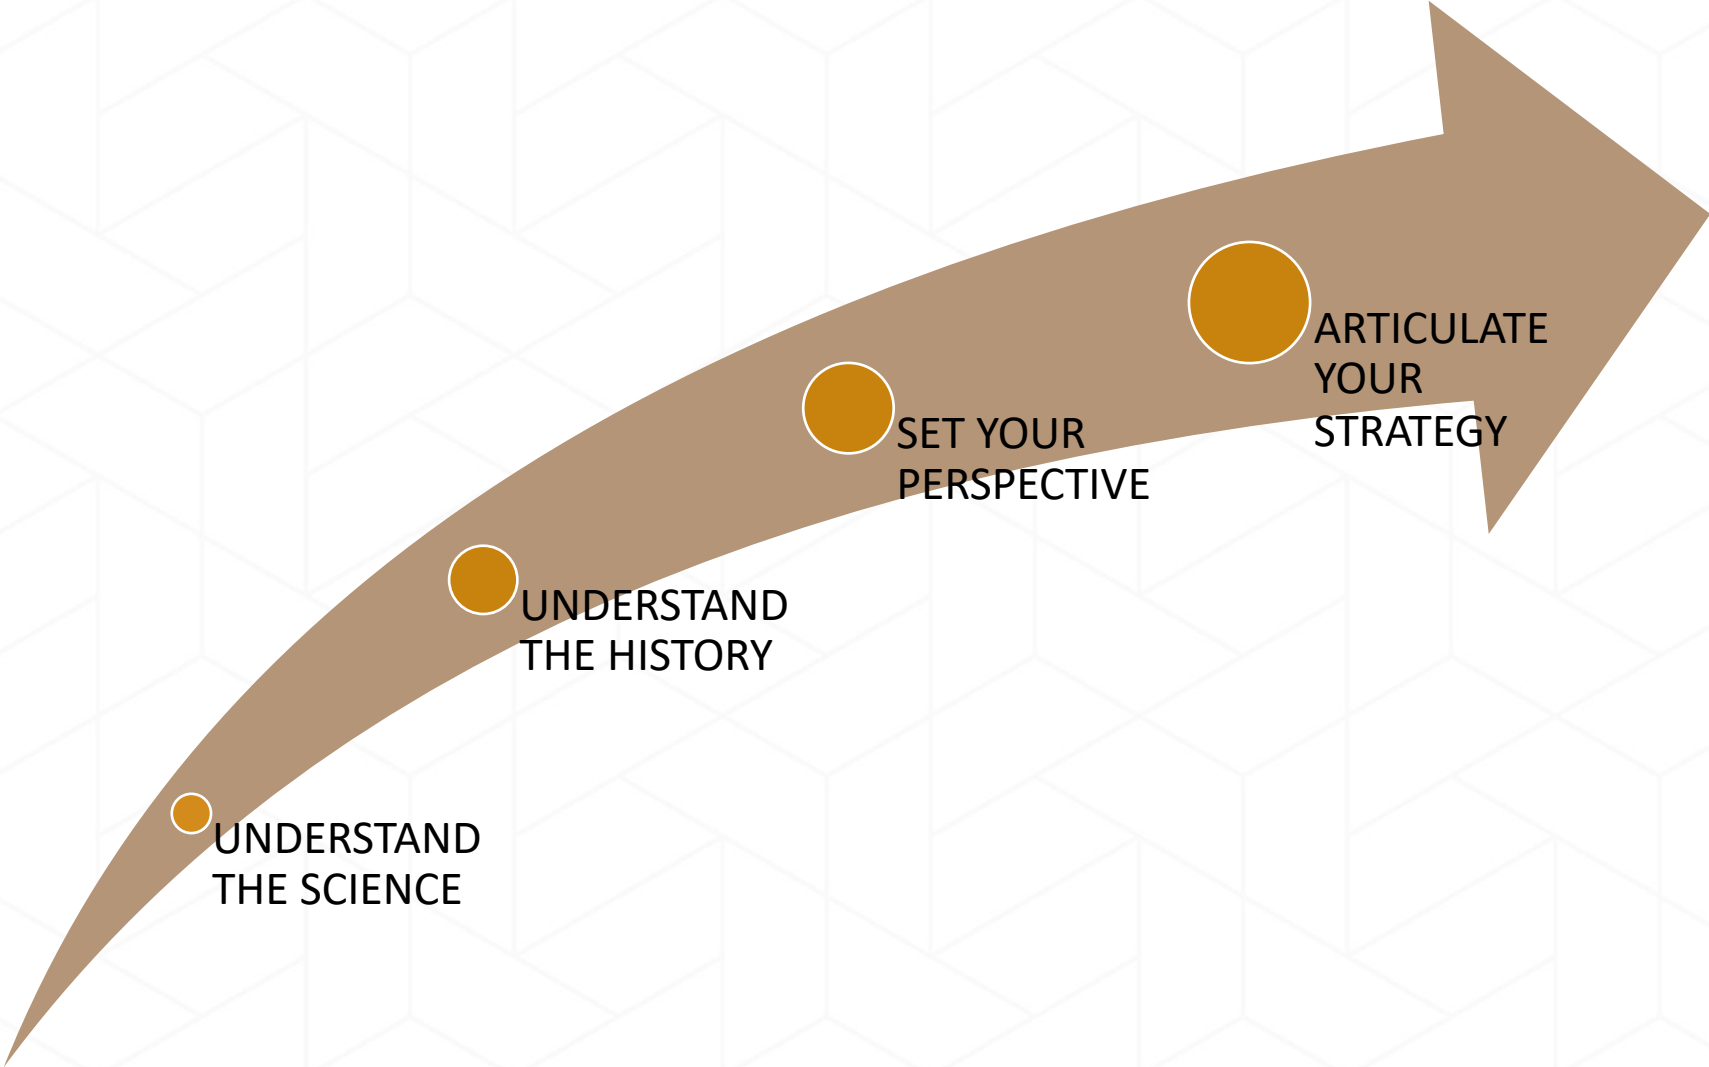 ARTICULATE
YOUR
STRATEGY
SET YOUR
PERSPECTIVE
UNDERSTAND
THE HISTORY
UNDERSTAND
THE SCIENCE